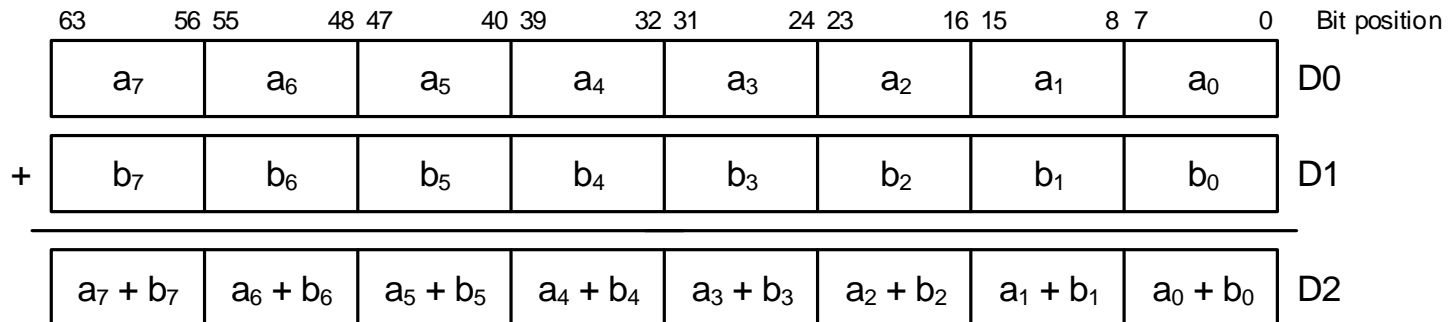 63 56 55 48 47 40 39 32 31 24 23 16 15 8 7 0 Bit position
a₇ a₆ a₅ a₄ a₃ a₂ a₁ a₀ D0
+ b₇ b₆ b₅ b₄ b₃ b₂ b₁ b₀ D1
a₇ + b₇ a₆ + b₆ a₅ + b₅ a₄ + b₄ a₃ + b₃ a₂ + b₂ a₁ + b₁ a₀ + b₀ D2